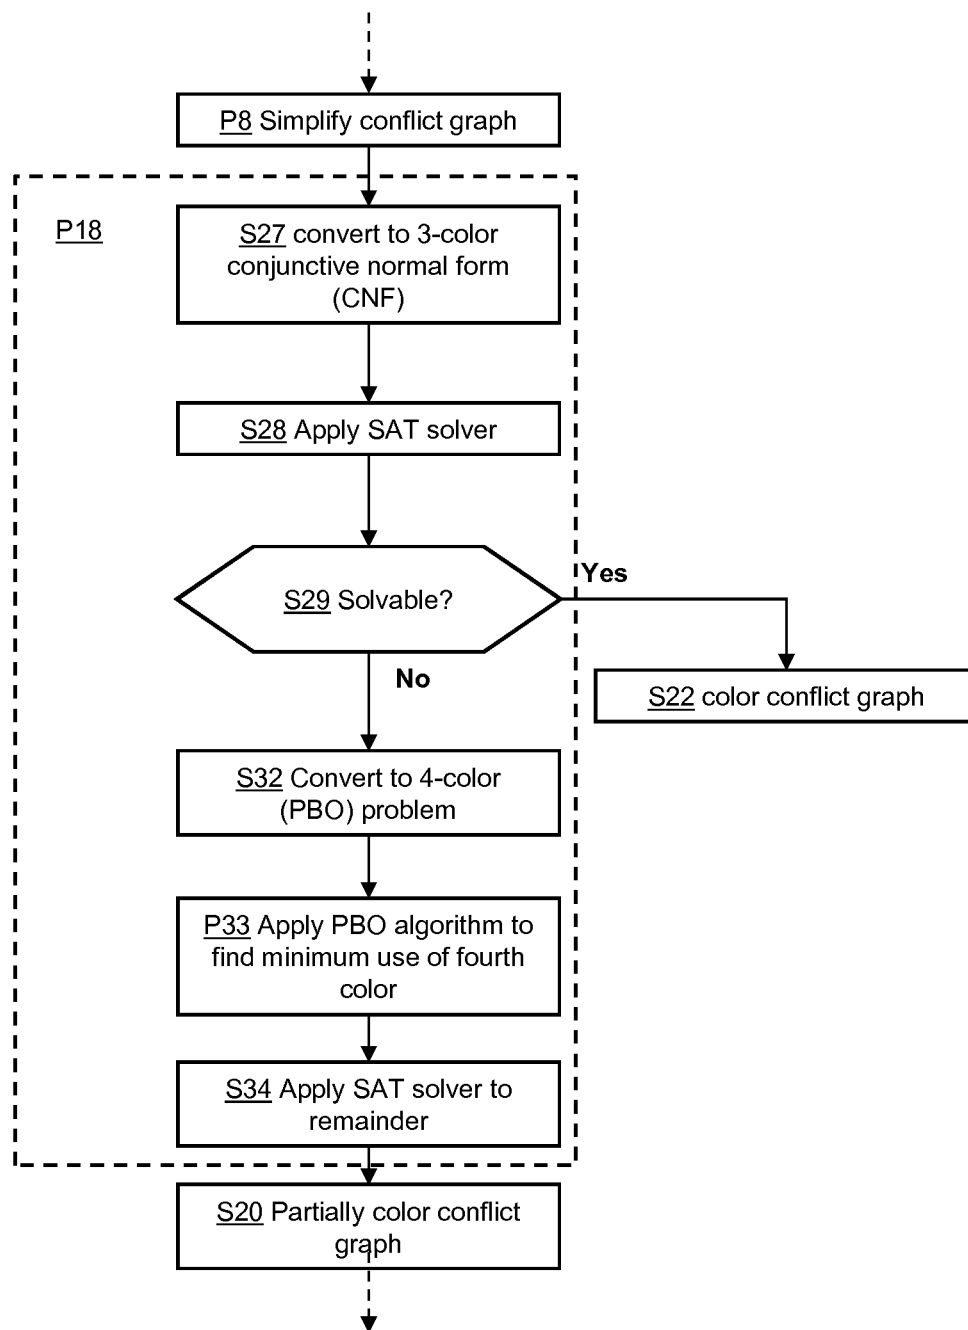 P8 Simplify conflict graph
P18
S27 convert to 3-color
conjunctive normal form
(CNF)
S28 Apply SAT solver
S29 Solvable?
Yes
No
S22 color conflict graph
S32 Convert to 4-color
(PBO) problem
P33 Apply PBO algorithm to
find minimum use of fourth
color
S34 Apply SAT solver to
remainder
S20 Partially color conflict
graph